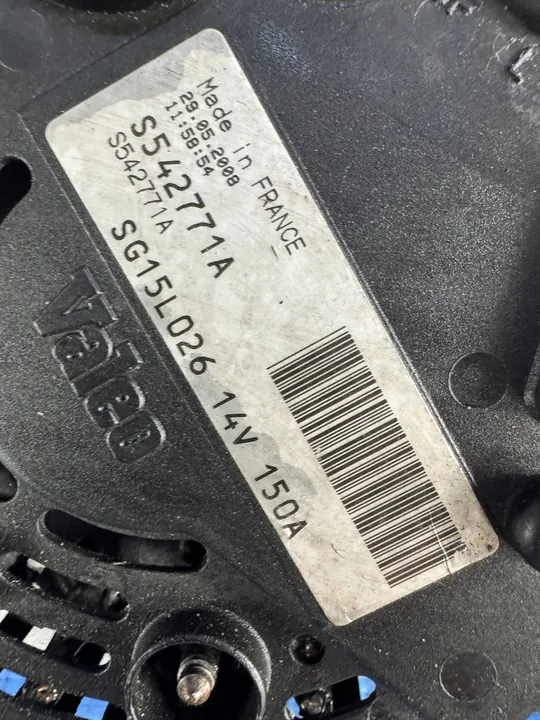 Made in FRANCE
29.05.2008
11:58:54
S542771A
S542771A
SG15L026 14V 150A
Valeo